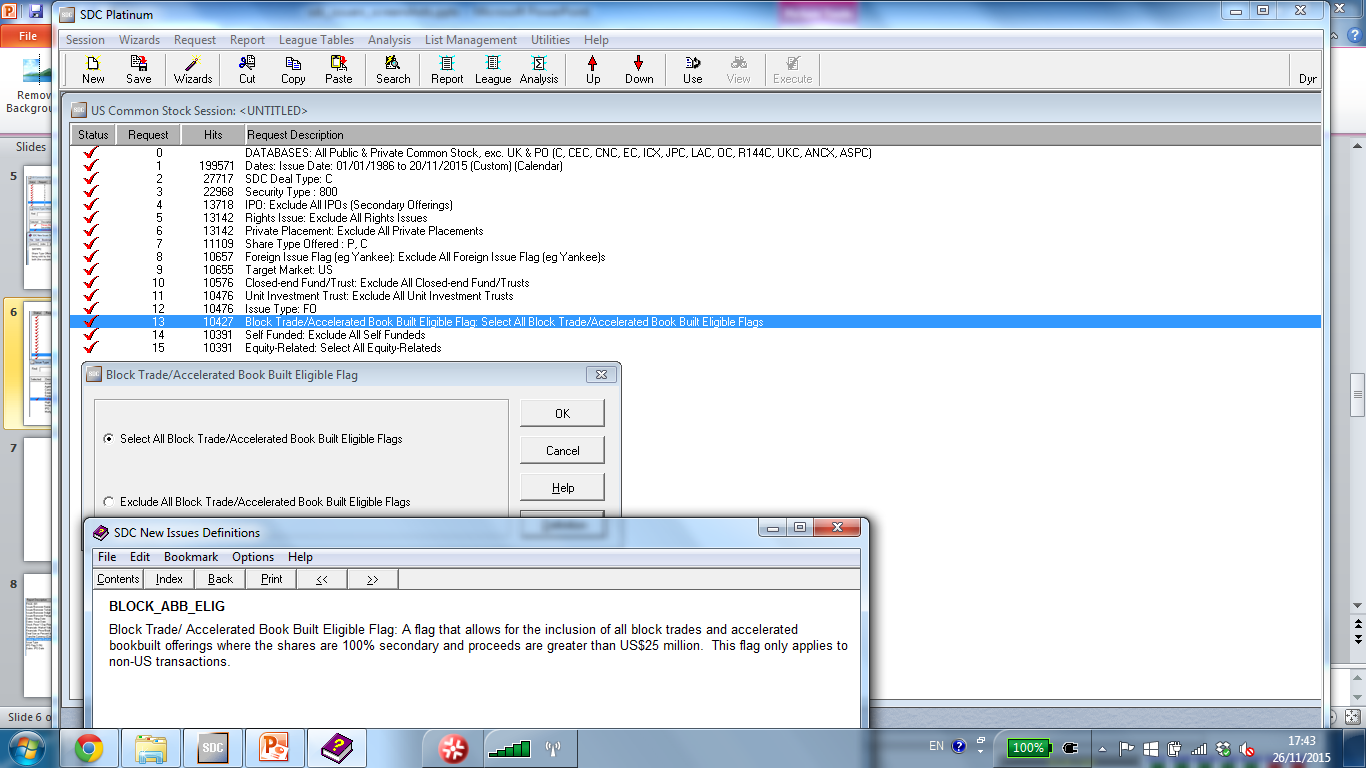 SDC Platinum
File
Session Wizards Request Report League Tables Analysis List Management Utilities Help
New Save Wizards Cut Copy Paste Search Report League Analysis Up Down Use View Execute Dyr
Remov
Backgrou
SDC US Common Stock Session: <UNTITLED>
Status Request Hits Request Description
Slides
0 DATABASES: All Public & Private Common Stock, exc. UK & PO (C, CEC, CNC, EC, ICX, JPC, LAC, OC, R144C, UKC, ANCX, ASPC)
1 199571 Dates: Issue Date: 01/01/1986 to 20/11/2015 (Custom) (Calendar)
2 27717 SDC Deal Type: C
3 22968 Security Type : 800
4 13718 IPO: Exclude All IPOs (Secondary Offerings)
5 13142 Rights Issue: Exclude All Rights Issues
6 13142 Private Placement: Exclude All Private Placements
7 11109 Share Type Offered : P, C
8 10657 Foreign Issue Flag (eg Yankee): Exclude All Foreign Issue Flag (eg Yankee)s
9 10655 Target Market: US
10 10576 Closed-end Fund/Trust: Exclude All Closed-end Fund/Trusts
11 10476 Unit Investment Trust: Exclude All Unit Investment Trusts
12 10476 Issue Type: FO
13 10427 Block Trade/Accelerated Book Built Eligible Flag: Select All Block Trade/Accelerated Book Built Eligible Flags
14 10391 Self Funded: Exclude All Self Fundeds
15 10391 Equity-Related: Select All Equity-Relateds
5
6
7
8
Block Trade/Accelerated Book Built Eligible Flag
OK
Select All Block Trade/Accelerated Book Built Eligible Flags
Cancel
Help
Exclude All Block Trade/Accelerated Book Built Eligible Flags
SDC New Issues Definitions
File Edit Bookmark Options Help
Contents Index Back Print << >>
BLOCK_ABB_ELIG
Block Trade/ Accelerated Book Built Eligible Flag: A flag that allows for the inclusion of all block trades and accelerated
bookbuilt offerings where the shares are 100% secondary and proceeds are greater than US$25 million. This flag only applies to
non-US transactions.
Slide 6 o
SDC
EN
100%
17:43
26/11/2015